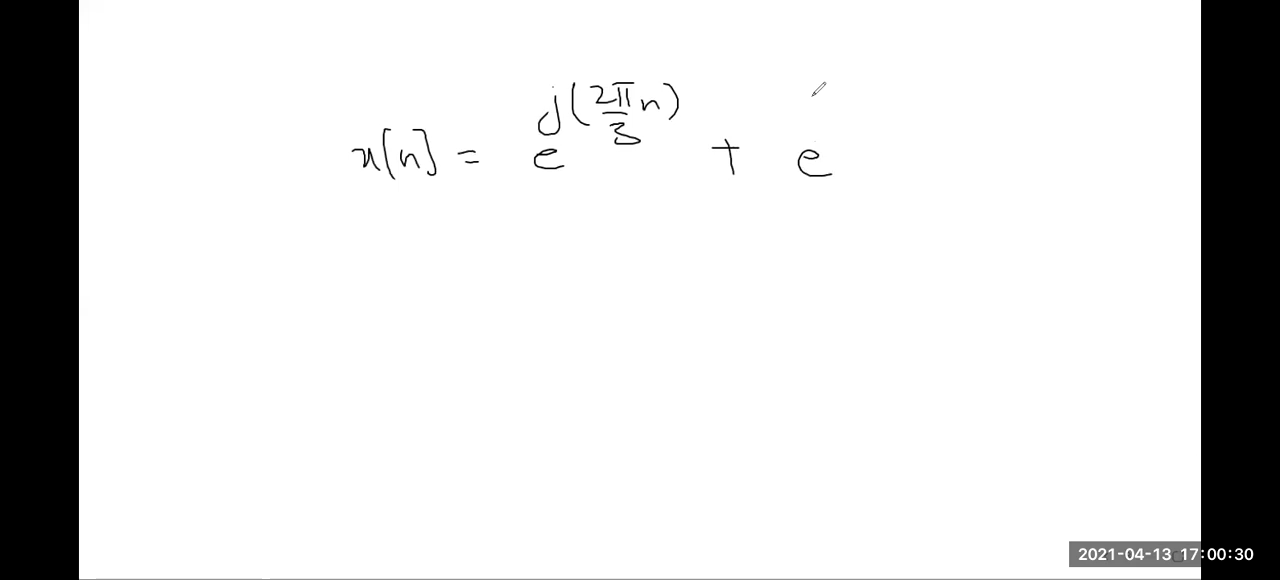 x[n] = e^{j(2π/3 n)} + e
2021-04-13 17:00:30